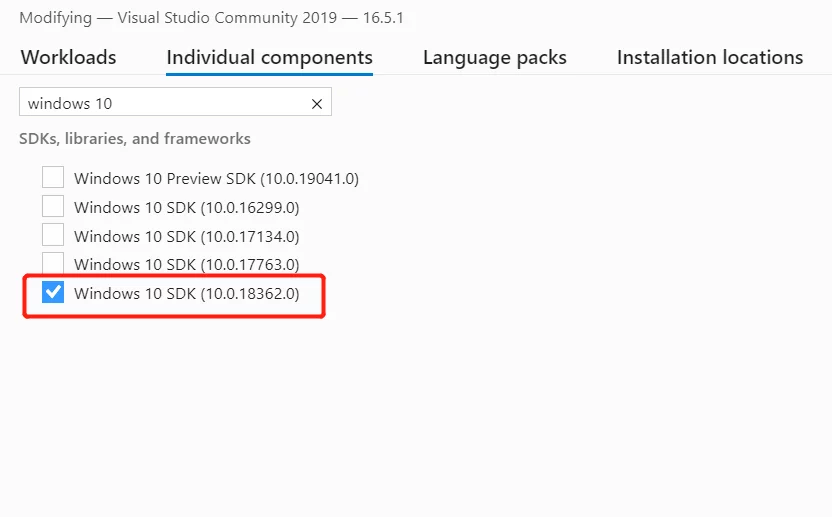 Modifying — Visual Studio Community 2019 — 16.5.1
Workloads Individual components Language packs Installation locations
windows 10
SDKs, libraries, and frameworks
Windows 10 Preview SDK (10.0.19041.0)
Windows 10 SDK (10.0.16299.0)
Windows 10 SDK (10.0.17134.0)
Windows 10 SDK (10.0.17763.0)
Windows 10 SDK (10.0.18362.0)